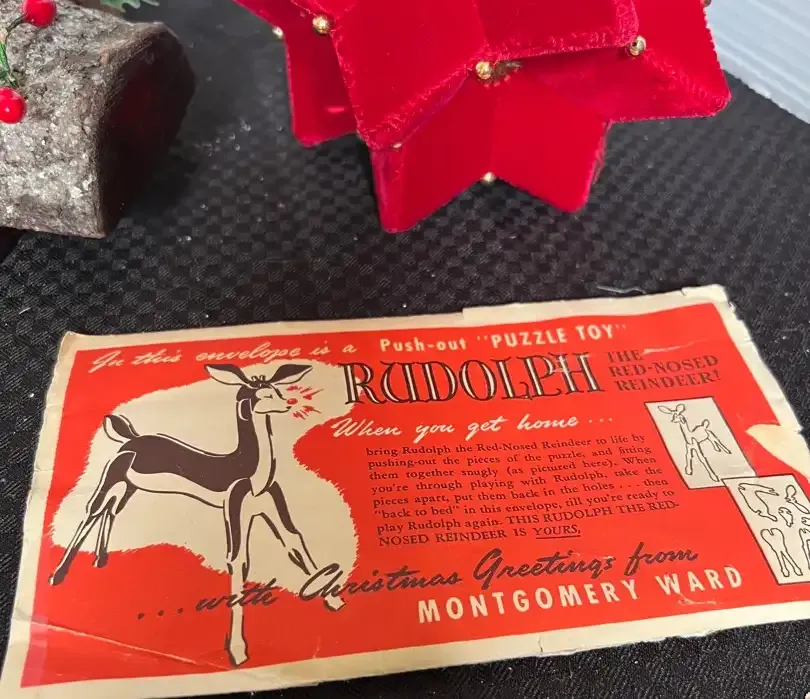 In this envelope is a Push-out "PUZZLE TOY"
RUDOLPH THE
RED-NOSED
REINDEER!
When you get home ...
bring Rudolph the Red-Nosed Reindeer to life by
pushing-out the pieces of the puzzle, and fitting
them together snugly (as pictured here). When
you're through playing with Rudolph, take the
pieces apart, put them back in the holes . . . then
"back to bed" in this envelope, till you're ready to
play Rudolph again. THIS RUDOLPH THE RED-
NOSED REINDEER IS YOURS,
... with Christmas Greetings from
MONTGOMERY WARD